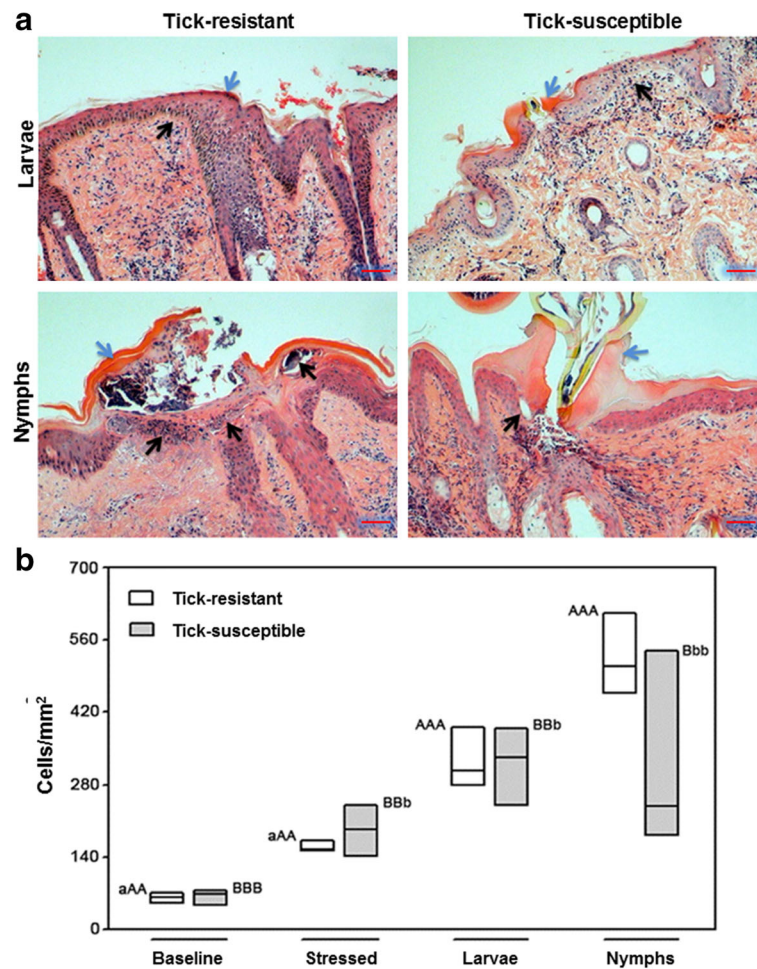 a
Tick-resistant
Tick-susceptible
Larvae
Nymphs
b
700
560
420
280
140
0
Cells/mm2
Tick-resistant
Tick-susceptible
aAA
BBB
aAA
BBb
AAA
BBb
AAA
Bbb
Baseline
Stressed
Larvae
Nymphs